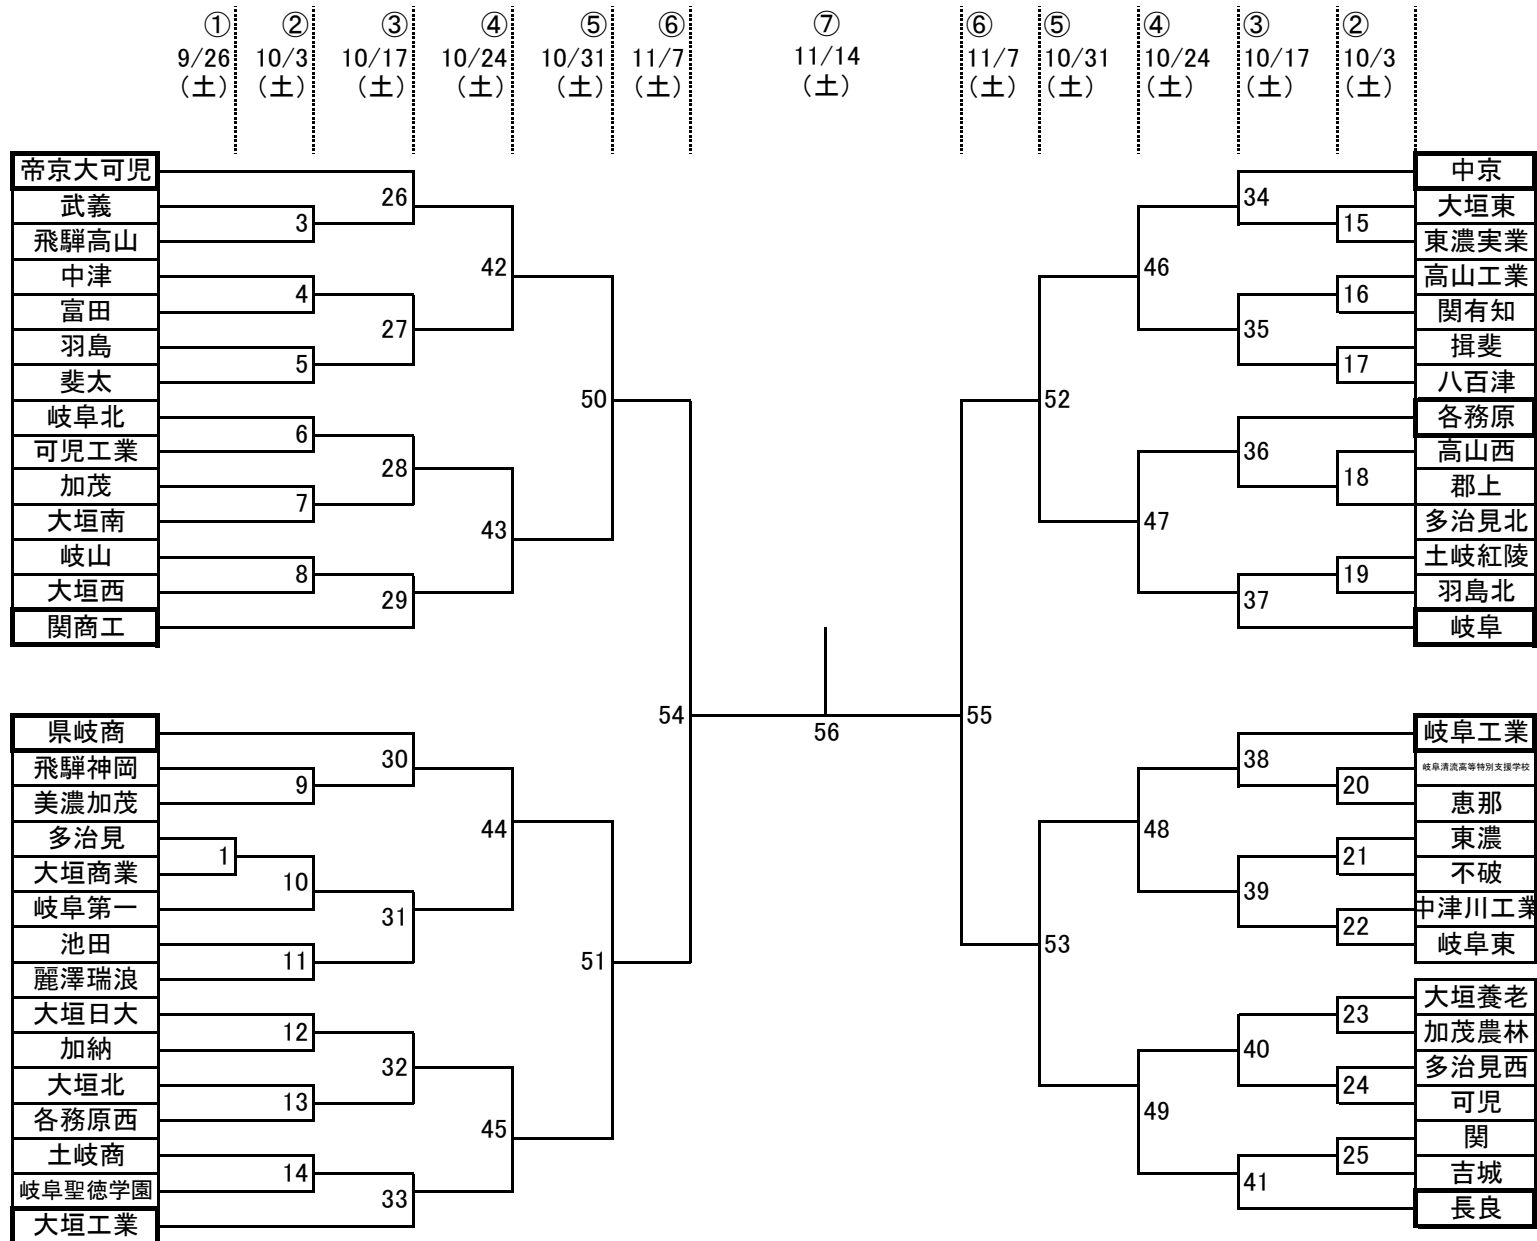 ① ② ③ ④ ⑤ ⑥ ⑦ ⑥ ⑤ ④ ③ ②
9/26 10/3 10/17 10/24 10/31 11/7 11/14 11/7 10/31 10/24 10/17 10/3
(土) (土) (土) (土) (土) (土) (土) (土) (土) (土) (土) (土)
帝京大可児
武義
飛騨高山
中津
富田
羽島
斐太
岐阜北
可児工業
加茂
大垣南
岐山
大垣西
関商工
26
3
42
4
27
5
50
6
28
7
43
8
29
県岐商
飛騨神岡
美濃加茂
多治見
大垣商業
岐阜第一
池田
麗澤瑞浪
大垣日大
加納
大垣北
各務原西
土岐商
岐阜聖徳学園
大垣工業
30
9
44
1
10
31
11
51
12
32
13
45
14
33
54
56
55
中京
大垣東
東濃実業
高山工業
関有知
揖斐
八百津
各務原
高山西
郡上
多治見北
土岐紅陵
羽島北
岐阜
34
15
46
16
35
17
52
36
18
47
19
37
岐阜工業
岐阜清流高等特別支援学校
恵那
東濃
不破
中津川工業
岐阜東
大垣養老
加茂農林
多治見西
可児
関
吉城
長良
38
20
48
21
39
22
53
23
40
24
49
25
41